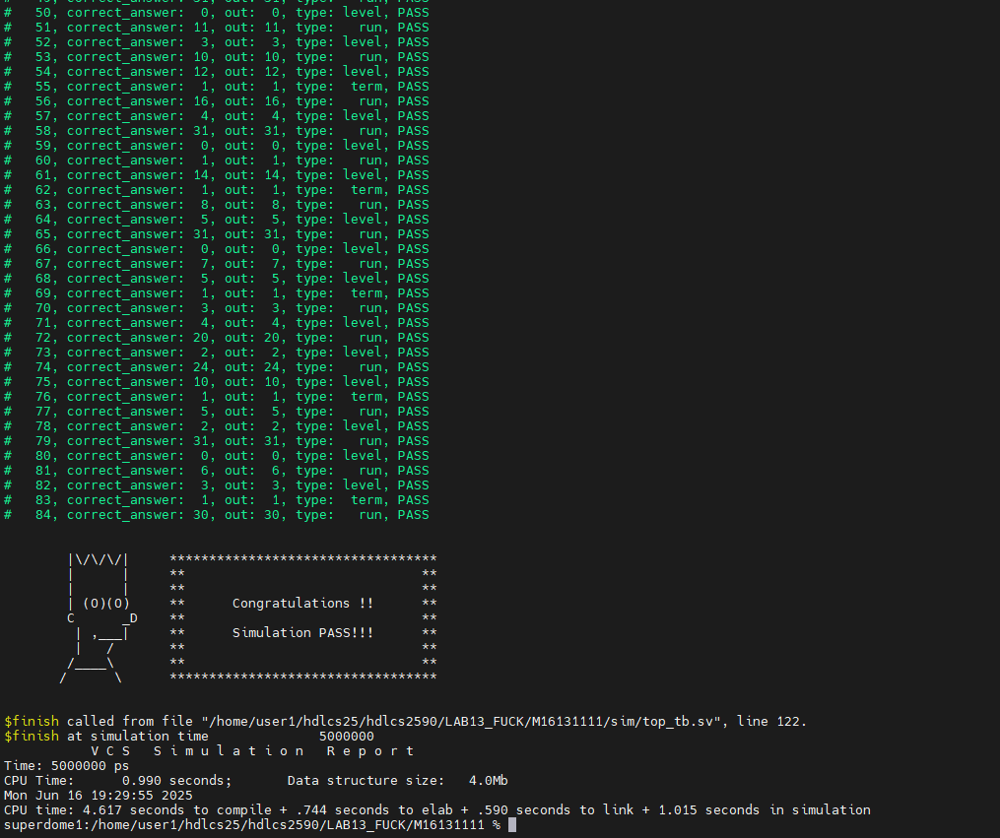 #   50, correct_answer:  0, out:  0, type: level, PASS
#   51, correct_answer: 11, out: 11, type:   run, PASS
#   52, correct_answer:  3, out:  3, type: level, PASS
#   53, correct_answer: 10, out: 10, type:   run, PASS
#   54, correct_answer: 12, out: 12, type: level, PASS
#   55, correct_answer:  1, out:  1, type:  term, PASS
#   56, correct_answer: 16, out: 16, type:   run, PASS
#   57, correct_answer:  4, out:  4, type: level, PASS
#   58, correct_answer: 31, out: 31, type:   run, PASS
#   59, correct_answer:  0, out:  0, type: level, PASS
#   60, correct_answer:  1, out:  1, type:   run, PASS
#   61, correct_answer: 14, out: 14, type: level, PASS
#   62, correct_answer:  1, out:  1, type:  term, PASS
#   63, correct_answer:  8, out:  8, type:   run, PASS
#   64, correct_answer:  5, out:  5, type: level, PASS
#   65, correct_answer: 31, out: 31, type:   run, PASS
#   66, correct_answer:  0, out:  0, type: level, PASS
#   67, correct_answer:  7, out:  7, type:   run, PASS
#   68, correct_answer:  5, out:  5, type: level, PASS
#   69, correct_answer:  1, out:  1, type:  term, PASS
#   70, correct_answer:  3, out:  3, type:   run, PASS
#   71, correct_answer:  4, out:  4, type: level, PASS
#   72, correct_answer: 20, out: 20, type:   run, PASS
#   73, correct_answer:  2, out:  2, type: level, PASS
#   74, correct_answer: 24, out: 24, type:   run, PASS
#   75, correct_answer: 10, out: 10, type: level, PASS
#   76, correct_answer:  1, out:  1, type:  term, PASS
#   77, correct_answer:  5, out:  5, type:   run, PASS
#   78, correct_answer:  2, out:  2, type: level, PASS
#   79, correct_answer: 31, out: 31, type:   run, PASS
#   80, correct_answer:  0, out:  0, type: level, PASS
#   81, correct_answer:  6, out:  6, type:   run, PASS
#   82, correct_answer:  3, out:  3, type: level, PASS
#   83, correct_answer:  1, out:  1, type:  term, PASS
#   84, correct_answer: 30, out: 30, type:   run, PASS
        |\/\/\/|     **********************************
        |      |     **                              **
        |      |     **                              **
        | (O)(O)     **      Congratulations !!      **
        C      _D    **                              **
         | ,___|     **      Simulation PASS!!!      **
         |   /       **                              **
        /____\       **                              **
       /      \      **********************************
$finish called from file "/home/user1/hdlcs25/hdlcs2590/LAB13_FUCK/M16131111/sim/top_tb.sv", line 122.
$finish at simulation time              5000000
           V C S   S i m u l a t i o n   R e p o r t
Time: 5000000 ps
CPU Time:      0.990 seconds;       Data structure size:   4.0Mb
Mon Jun 16 19:29:55 2025
CPU time: 4.617 seconds to compile + .744 seconds to elab + .590 seconds to link + 1.015 seconds in simulation
superdome1:/home/user1/hdlcs25/hdlcs2590/LAB13_FUCK/M16131111 %